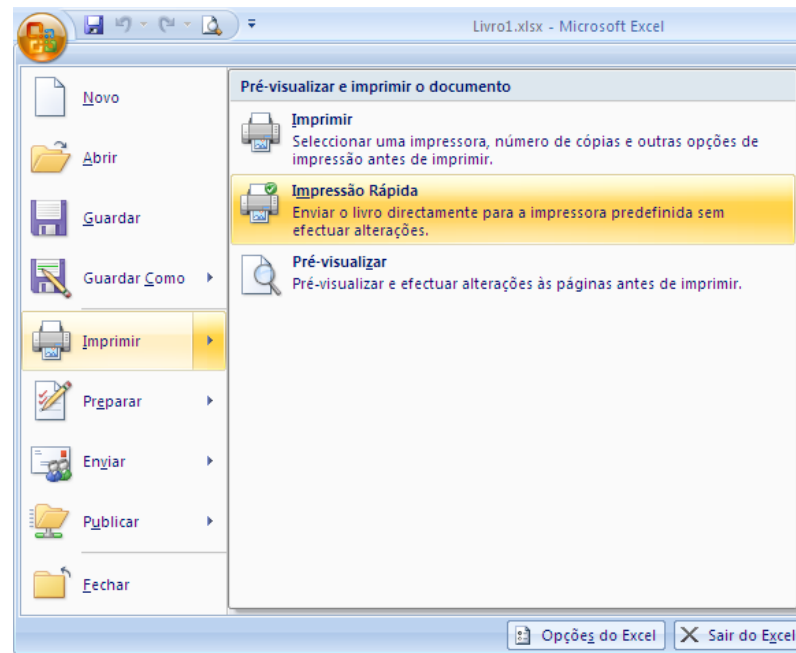 Livro1.xlsx - Microsoft Excel
Novo
Abrir
Guardar
Guardar Como
Imprimir
Preparar
Enviar
Publicar
Fechar
Pré-visualizar e imprimir o documento
Imprimir
Seleccionar uma impressora, número de cópias e outras opções de
impressão antes de imprimir.
Impressão Rápida
Enviar o livro directamente para a impressora predefinida sem
efectuar alterações.
Pré-visualizar
Pré-visualizar e efectuar alterações às páginas antes de imprimir.
Opções do Excel
Sair do Excel